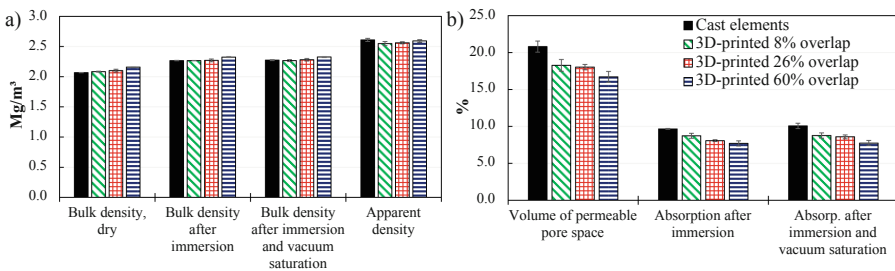 a)
Mg/m³
3.0
2.5
2.0
1.5
1.0
0.5
0.0
Bulk density,
dry
Bulk density
after
immersion
Bulk density
after immersion
and vacuum
saturation
Apparent
density
b)
%
25.0
20.0
15.0
10.0
5.0
0.0
Cast elements
3D-printed 8% overlap
3D-printed 26% overlap
3D-printed 60% overlap
Volume of permeable
pore space
Absorption after
immersion
Absorp. after
immersion and
vacuum saturation